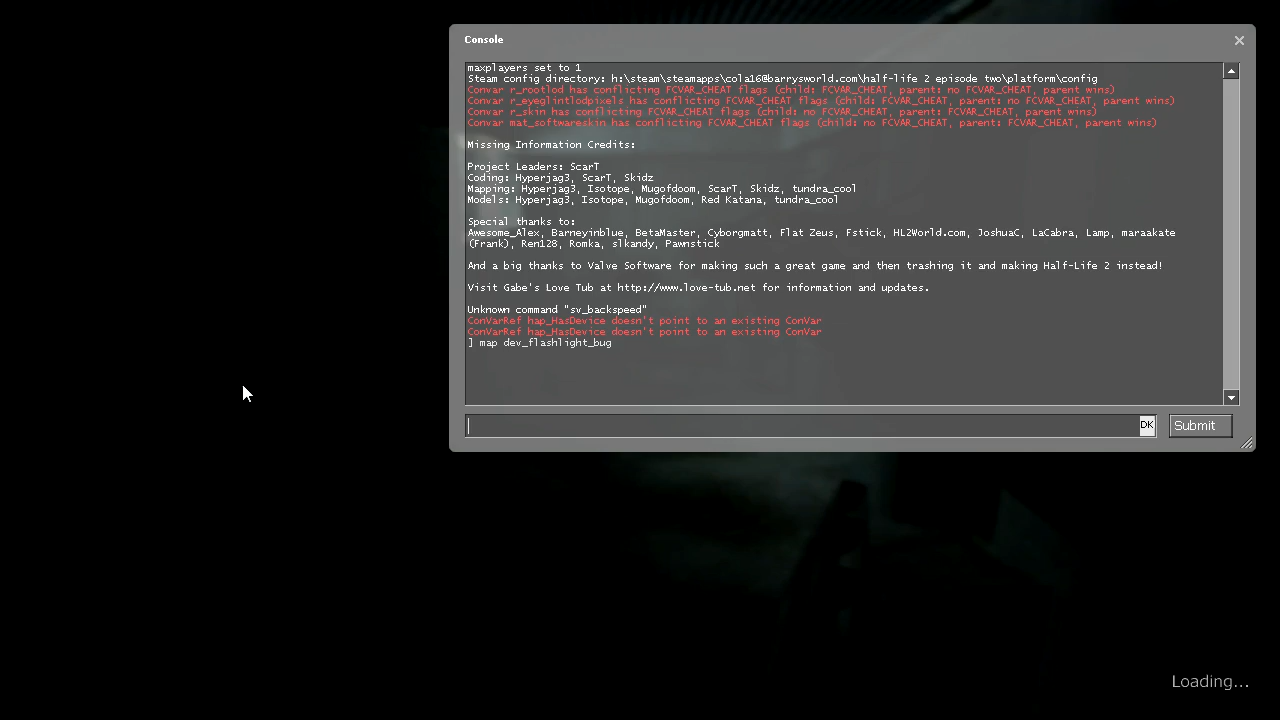 Console
maxplayers set to 1
Steam config directory: h:\steam\steamapps\cola16@barrysworld.com\half-life 2 episode two\platform\config
Convar r_rootlod has conflicting FCVAR_CHEAT flags (child: FCVAR_CHEAT, parent: no FCVAR_CHEAT, parent wins)
Convar r_eyeglintlodpixels has conflicting FCVAR_CHEAT flags (child: FCVAR_CHEAT, parent: no FCVAR_CHEAT, parent wins)
Convar r_skin has conflicting FCVAR_CHEAT flags (child: no FCVAR_CHEAT, parent: FCVAR_CHEAT, parent wins)
Convar mat_softwareskin has conflicting FCVAR_CHEAT flags (child: no FCVAR_CHEAT, parent: FCVAR_CHEAT, parent wins)
Missing Information Credits:
Project Leaders: ScarT
Coding: Hyperjag3, ScarT, Skidz
Mapping: Hyperjag3, Isotope, Mugofdoom, ScarT, Skidz, tundra_cool
Models: Hyperjag3, Isotope, Mugofdoom, Red Katana, tundra_cool
Special thanks to:
Awesome_Alex, Barneyinblue, BetaMaster, Cyborgmatt, Flat Zeus, Fstick, HL2World.com, JoshuaC, LaCabra, Lamp, maraakate
(Frank), Ren128, Romka, slkandy, Pawnstick
And a big thanks to Valve Software for making such a great game and then trashing it and making Half-Life 2 instead!
Visit Gabe's Love Tub at http://www.love-tub.net for information and updates.
Unknown command "sv_backspeed"
ConVarRef hap_HasDevice doesn't point to an existing ConVar
ConVarRef hap_HasDevice doesn't point to an existing ConVar
] map dev_flashlight_bug
DK
Submit
Loading...